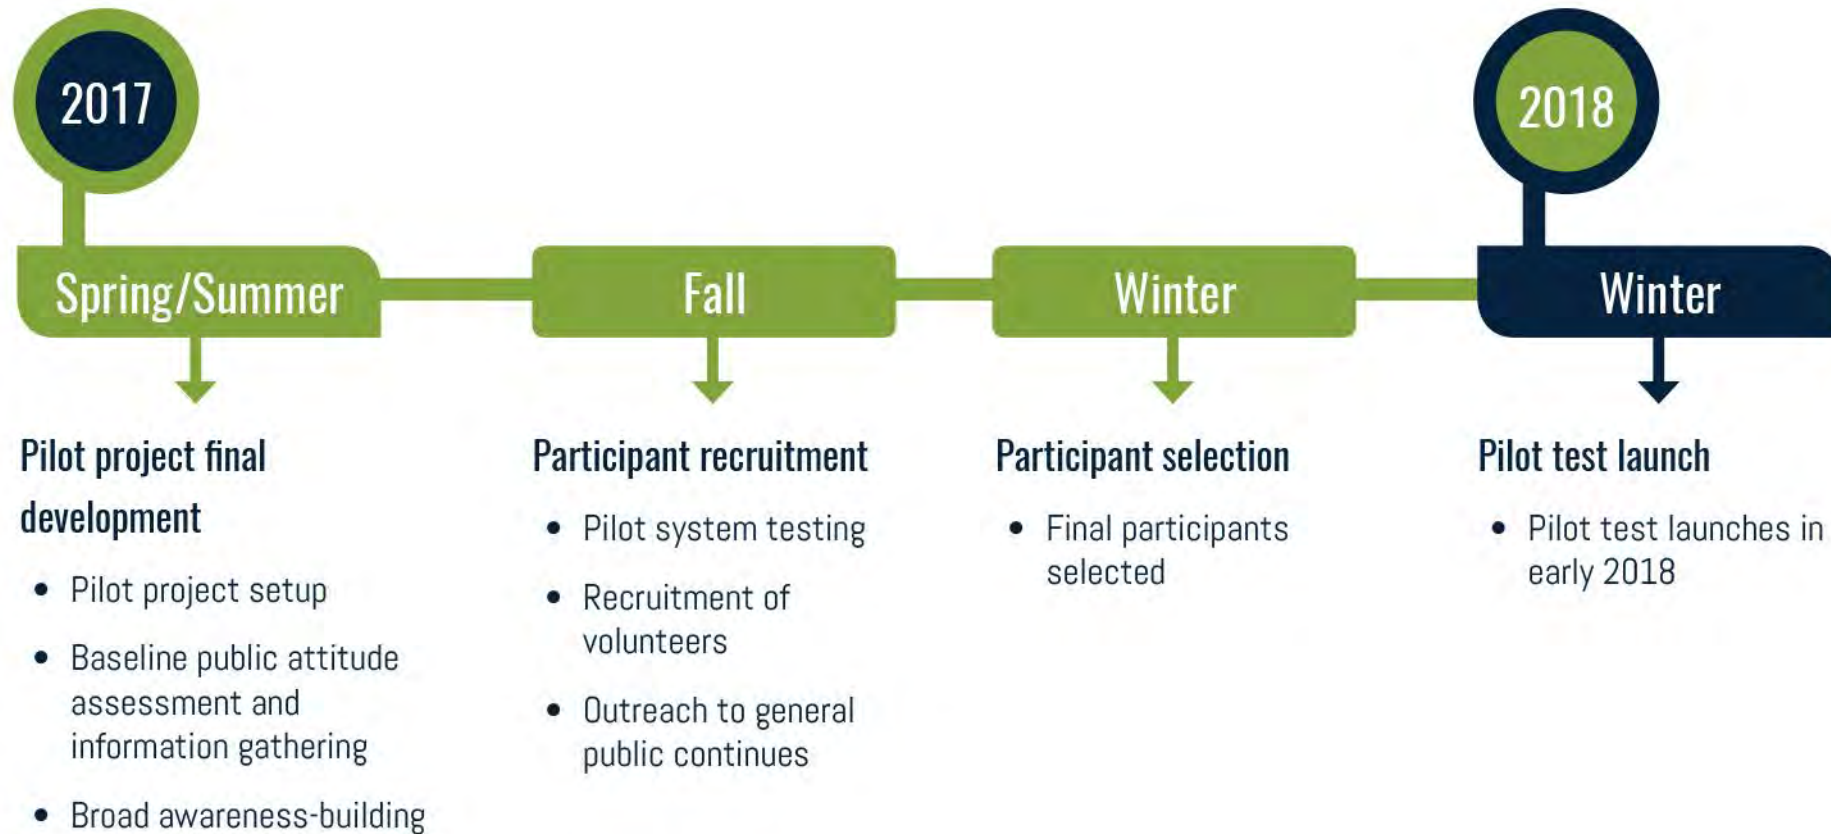 2017
2018
Spring/Summer
Fall
Winter
Winter
Pilot project final
development
• Pilot project setup
• Baseline public attitude
assessment and
information gathering
• Broad awareness-building
Participant recruitment
• Pilot system testing
• Recruitment of
volunteers
• Outreach to general
public continues
Participant selection
• Final participants
selected
Pilot test launch
• Pilot test launches in
early 2018